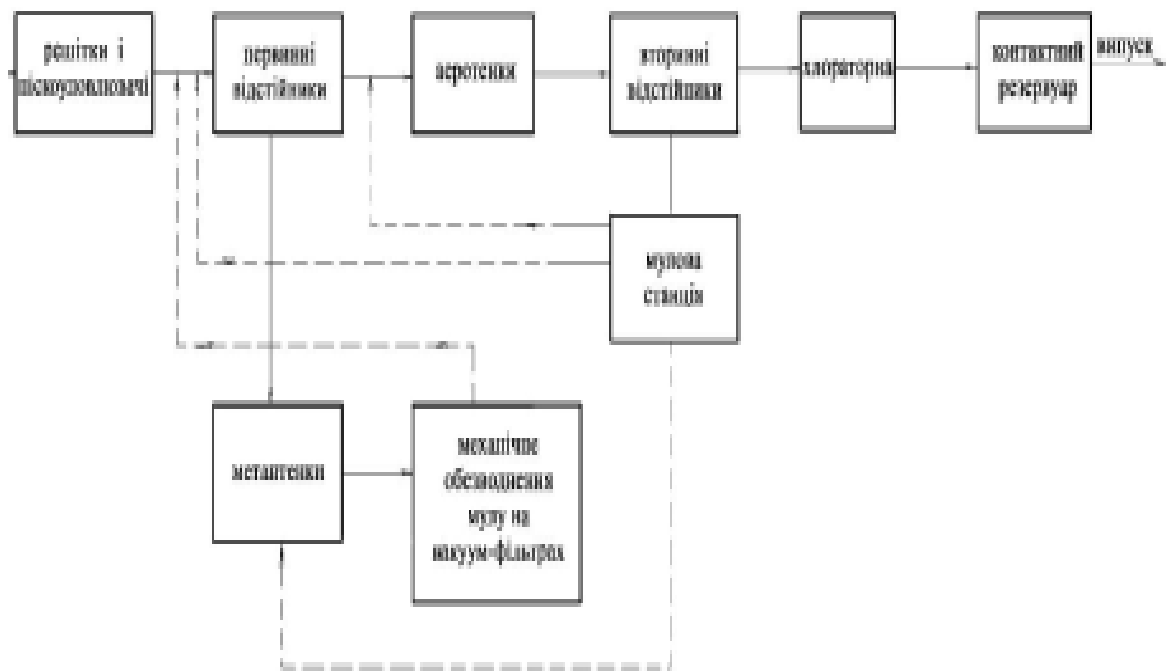 решітки і
піскоуловлювачі
первинні
відстійники
аеротенки
вторинні
відстійники
хлораторна
контактний
резервуар
випуск
мулова
станція
метантенки
механічне
обезводнення
мулу на
вакуум-фільтрах